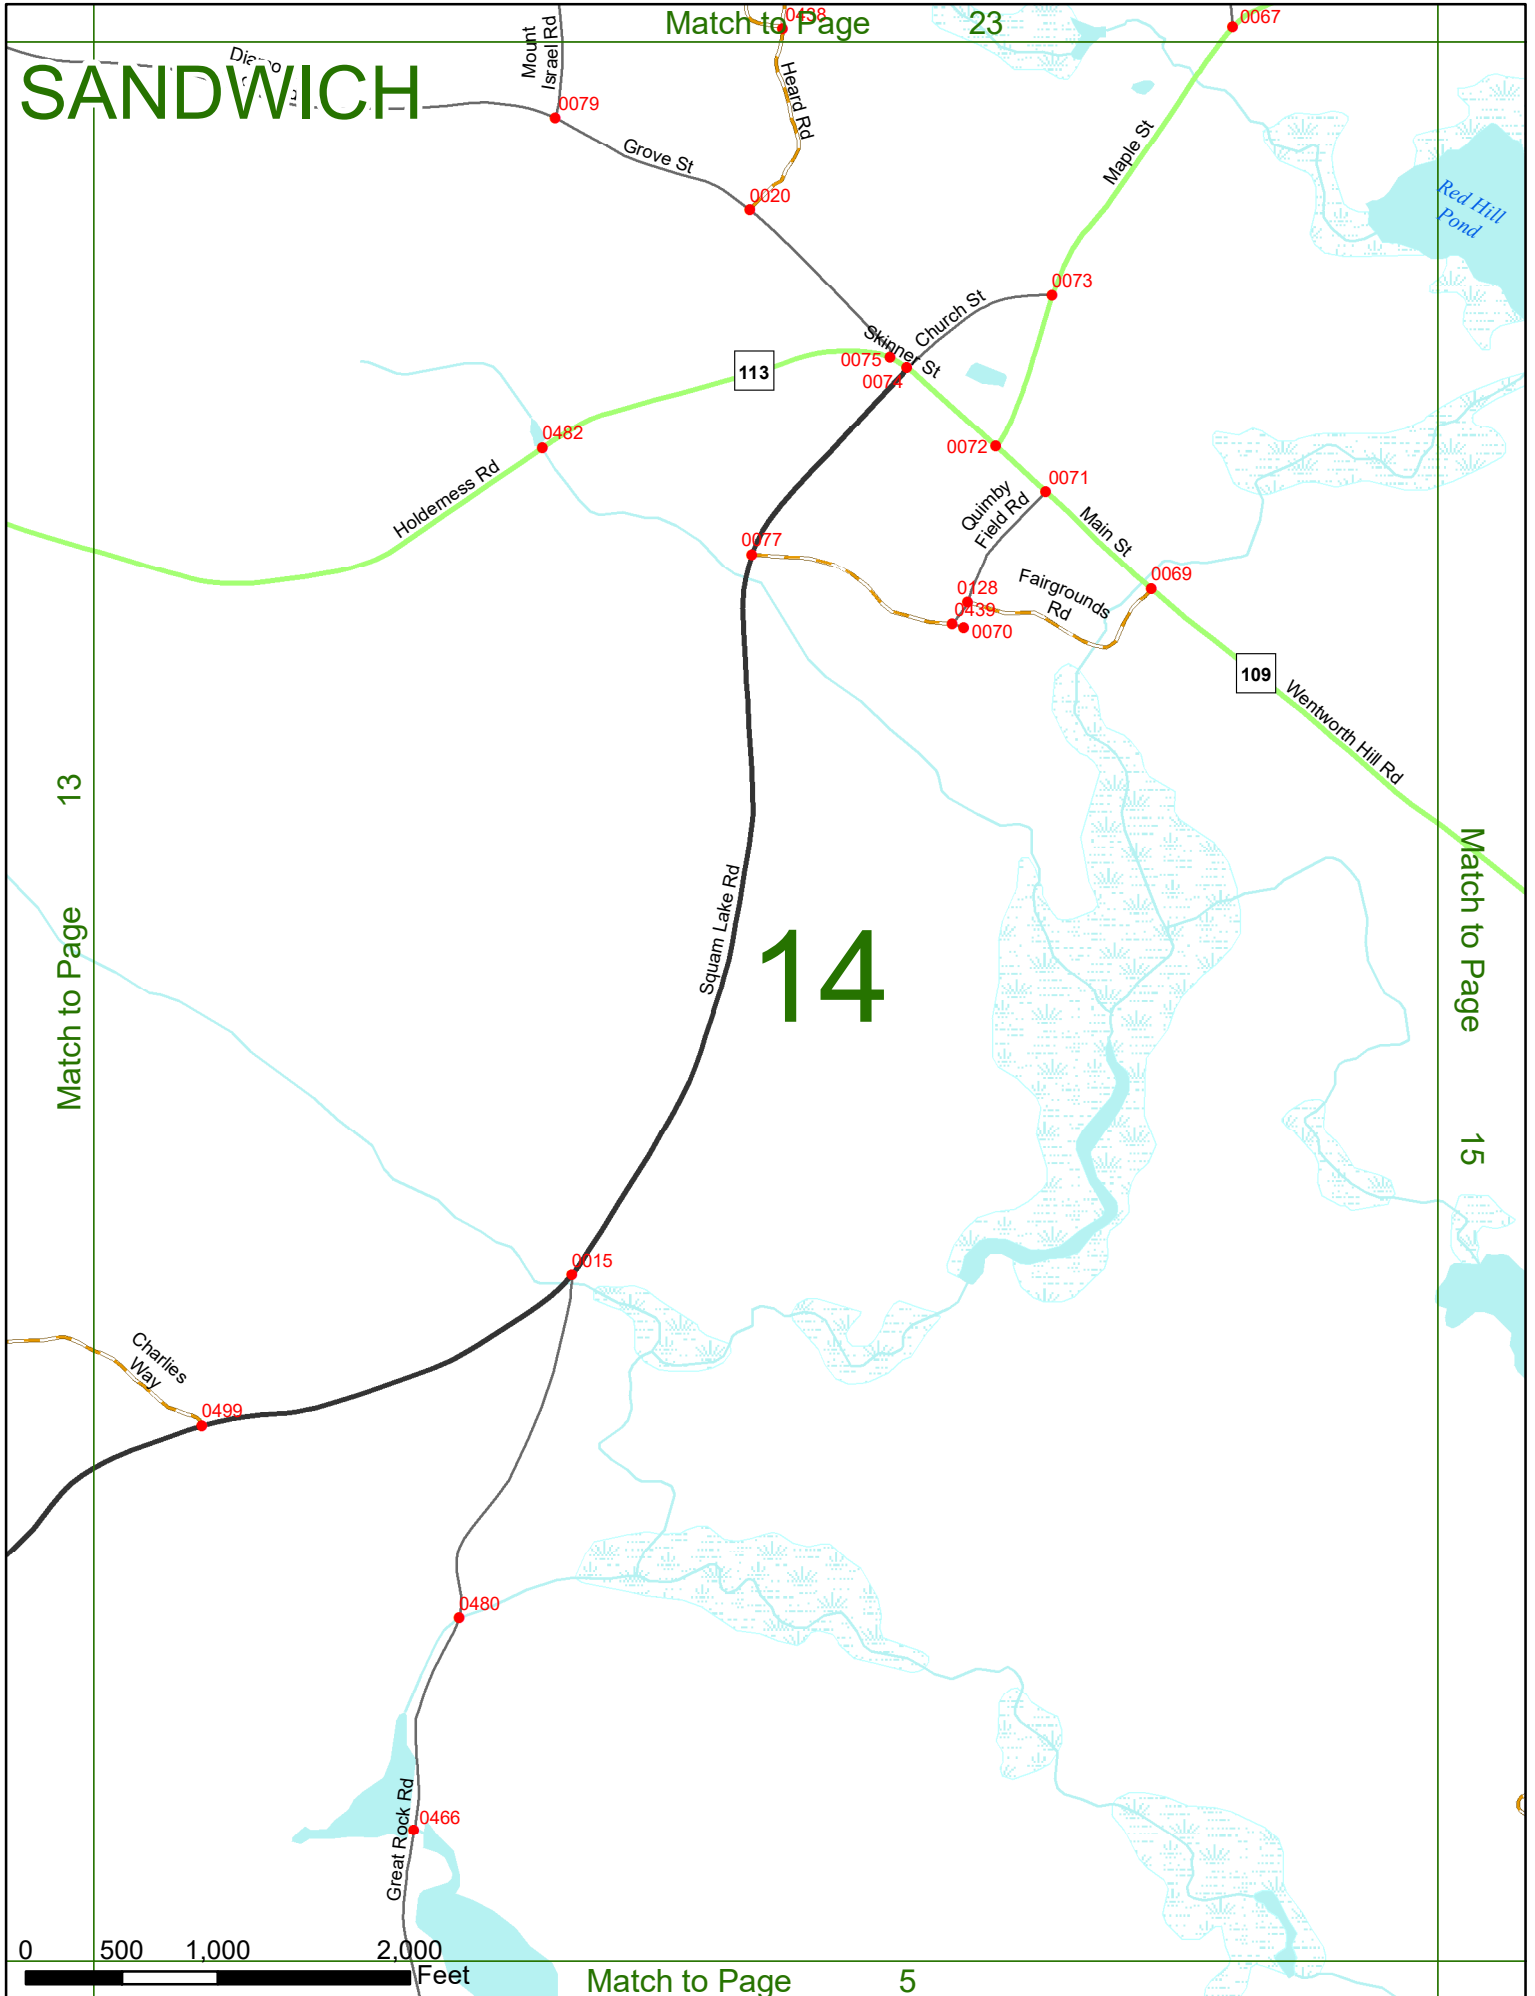 Match to Page 23
0438
0067
Mount
Israel Rd
SANDWICH
0079
Heard Rd
Grove St
Maple St
0020
Red Hill
Pond
0073
Church St
Skinner St
0075
113
0074
0482
0072
Holderness Rd
0071
Quimby
Field Rd
Main St
0077
0069
0128
Fairgrounds
Rd
0439
0070
109
Wentworth Hill Rd
Match to Page 13
Match to Page 15
Squam Lake Rd
14
0015
Charlies
Way
0499
0480
Great Rock Rd
0466
0 500 1,000 2,000
Feet
Match to Page 5